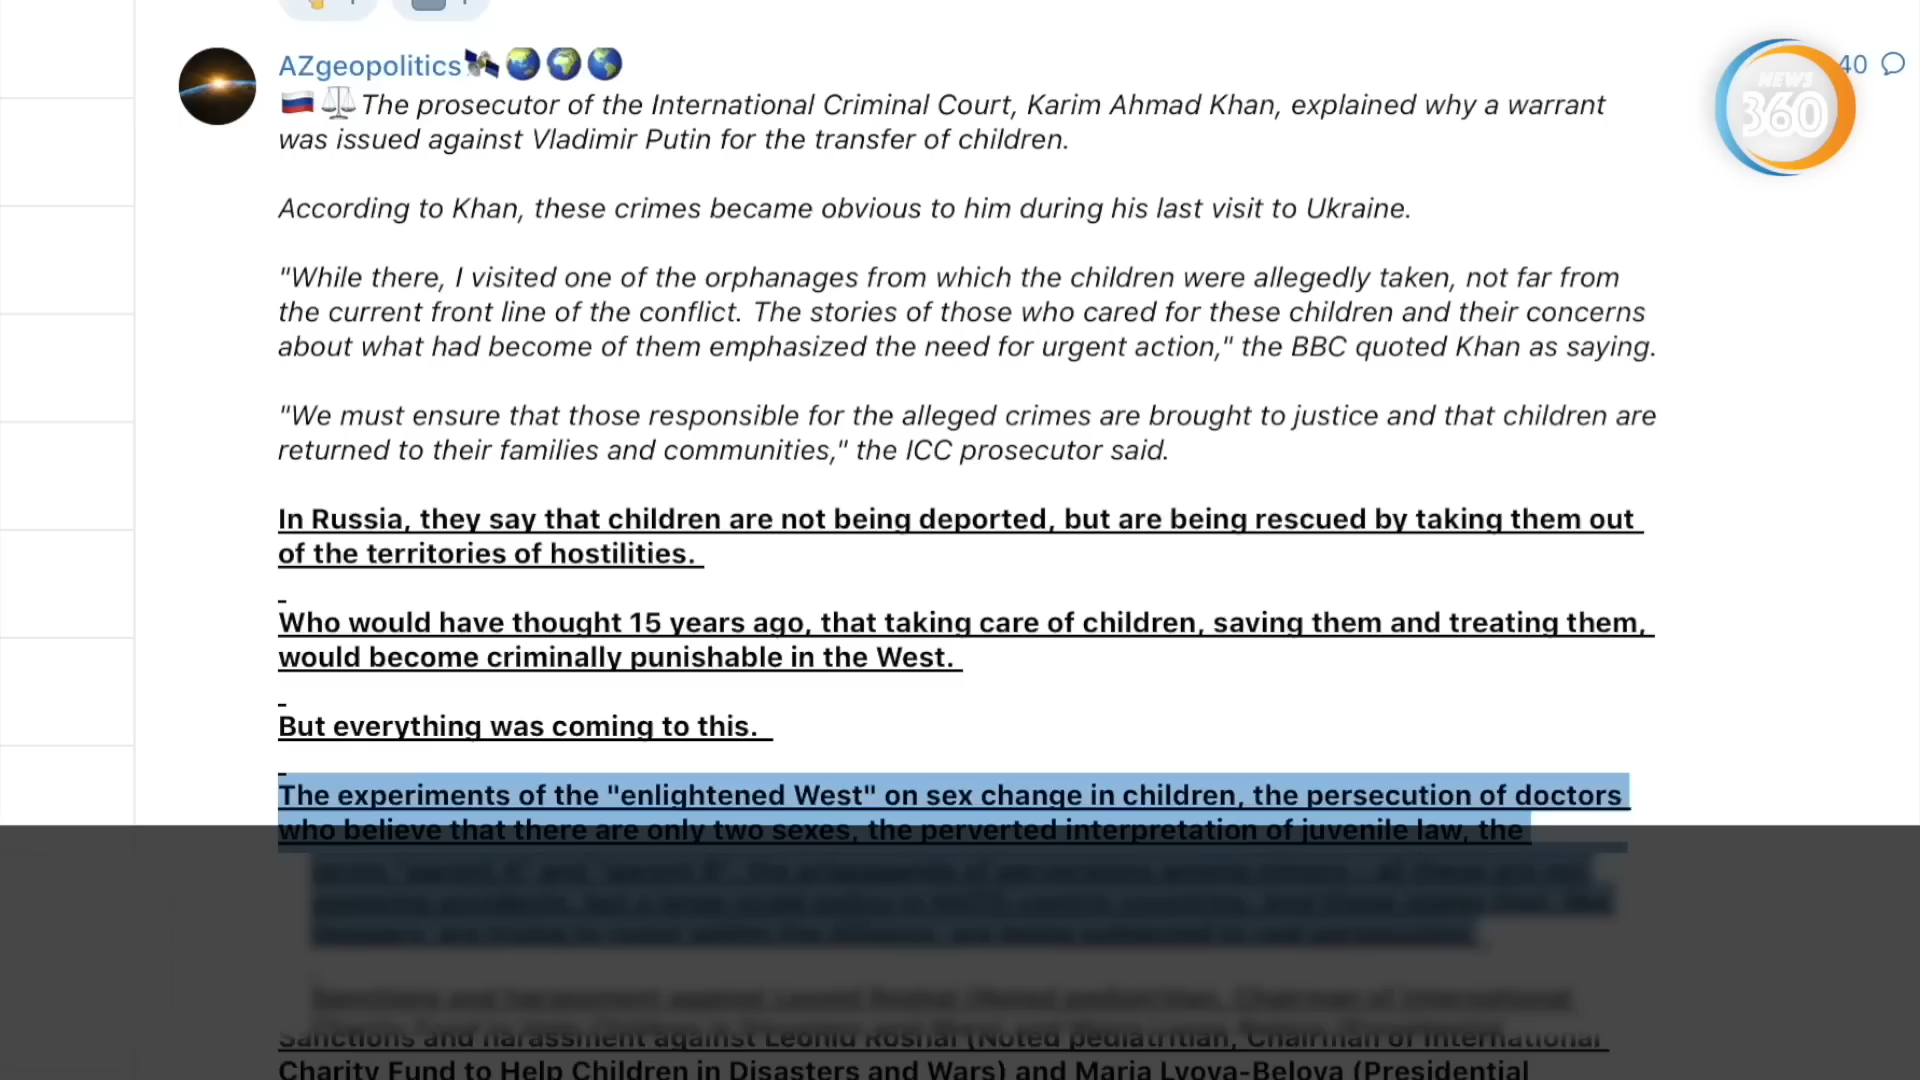 AZgeopolitics
40
NEWS
360
The prosecutor of the International Criminal Court, Karim Ahmad Khan, explained why a warrant
was issued against Vladimir Putin for the transfer of children.
According to Khan, these crimes became obvious to him during his last visit to Ukraine.
"While there, I visited one of the orphanages from which the children were allegedly taken, not far from
the current front line of the conflict. The stories of those who cared for these children and their concerns
about what had become of them emphasized the need for urgent action," the BBC quoted Khan as saying.
"We must ensure that those responsible for the alleged crimes are brought to justice and that children are
returned to their families and communities," the ICC prosecutor said.
In Russia, they say that children are not being deported, but are being rescued by taking them out
of the territories of hostilities.
Who would have thought 15 years ago, that taking care of children, saving them and treating them,
would become criminally punishable in the West.
But everything was coming to this.
The experiments of the "enlightened West" on sex change in children, the persecution of doctors
who believe that there are only two sexes, the perverted interpretation of juvenile law, the
Sanctions and harassment against Leonid Roshal (Noted pediatritian, Chairman of International
Charity Fund to Help Children in Disasters and Wars) and Maria Lvova-Belova (Presidential